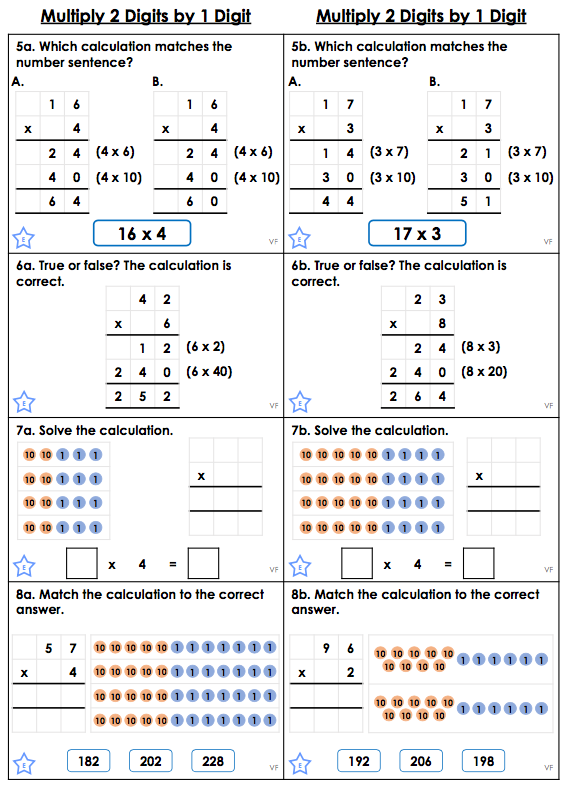 Multiply 2 Digits by 1 Digit
Multiply 2 Digits by 1 Digit
5a. Which calculation matches the
number sentence?
A.
1 6
x 4
2 4 (4 x 6)
4 0 (4 x 10)
6 4
B.
1 6
x 4
2 4 (4 x 6)
4 0 (4 x 10)
6 0
16 x 4
E
VF
5b. Which calculation matches the
number sentence?
A.
1 7
x 3
1 4 (3 x 7)
3 0 (3 x 10)
4 4
B.
1 7
x 3
2 1 (3 x 7)
3 0 (3 x 10)
5 1
17 x 3
E
VF
6a. True or false? The calculation is
correct.
4 2
x 6
1 2 (6 x 2)
2 4 0 (6 x 40)
2 5 2
E
VF
6b. True or false? The calculation is
correct.
2 3
x 8
2 4 (8 x 3)
2 4 0 (8 x 20)
2 6 4
E
VF
7a. Solve the calculation.
10 10 1 1 1
10 10 1 1 1
10 10 1 1 1
10 10 1 1 1
x
x 4 =
E
VF
7b. Solve the calculation.
10 10 10 10 10 1 1 1 1
10 10 10 10 10 1 1 1 1
10 10 10 10 10 1 1 1 1
10 10 10 10 10 1 1 1 1
x
x 4 =
E
VF
8a. Match the calculation to the correct
answer.
5 7
x 4
10 10 10 10 10 1 1 1 1 1 1 1
10 10 10 10 10 1 1 1 1 1 1 1
10 10 10 10 10 1 1 1 1 1 1 1
10 10 10 10 10 1 1 1 1 1 1 1
182 202 228
E
VF
8b. Match the calculation to the correct
answer.
9 6
x 2
10 10 10 10 10 1 1 1 1 1 1
10 10 10 10
10 10 10 10 10 1 1 1 1 1 1
10 10 10 10
192 206 198
E
VF